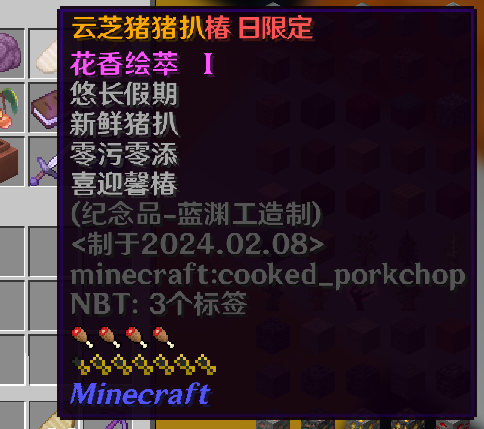 云芝猪猪扒椿 日限定
花香绘萃 I
悠长假期
新鲜猪扒
零污零添
喜迎馨椿
(纪念品-蓝渊工造制)
<制于2024.02.08>
minecraft:cooked_porkchop
NBT: 3个标签
Minecraft